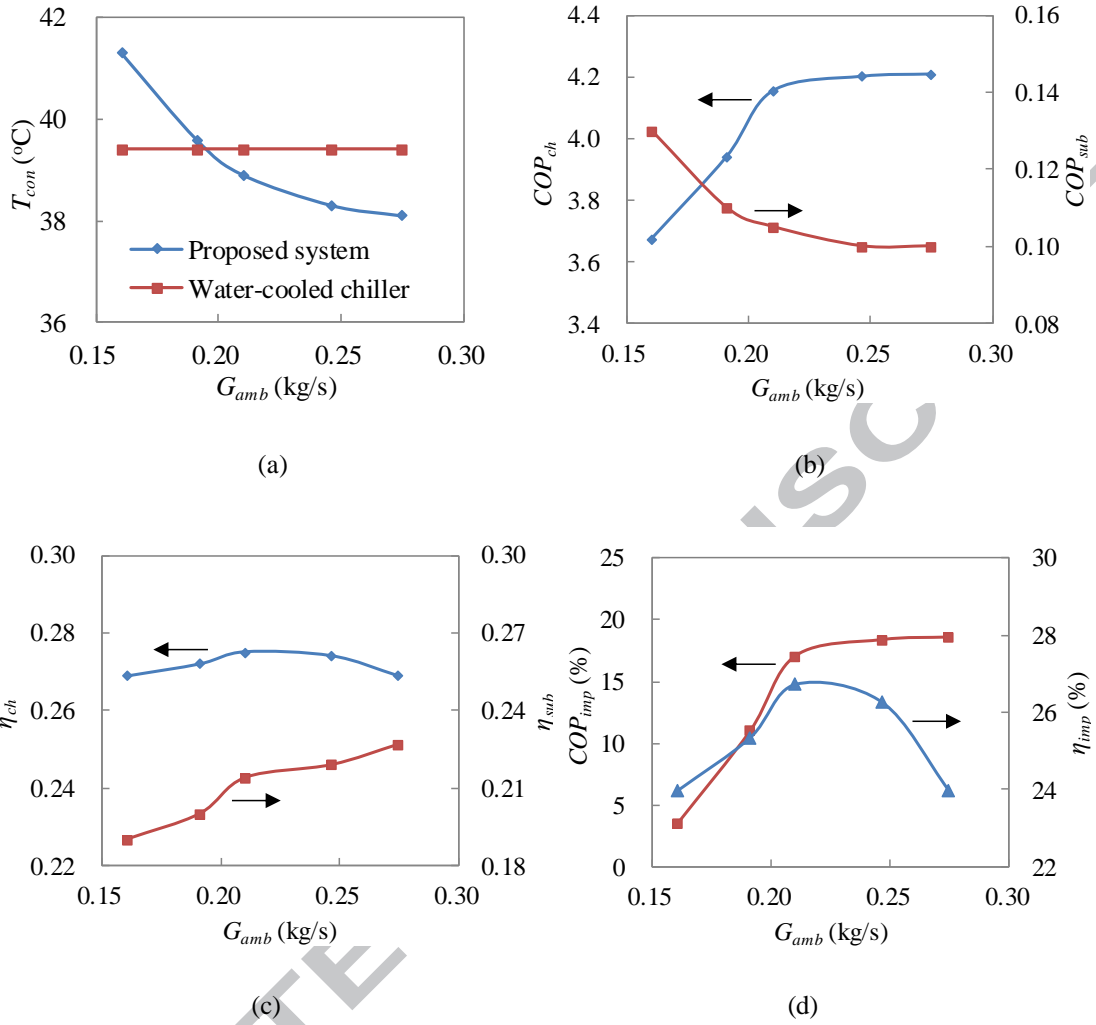 42
40
38
36
T_con (°C)
Proposed system
Water-cooled chiller
0.15 0.20 0.25 0.30
G_amb (kg/s)
(a)
4.4
4.2
4.0
3.8
3.6
3.4
COP_ch
0.16
0.14
0.12
0.10
0.08
COP_sub
0.15 0.20 0.25 0.30
G_amb (kg/s)
(b)
0.30
0.28
0.26
0.24
0.22
η_ch
0.30
0.27
0.24
0.21
0.18
η_sub
0.15 0.20 0.25 0.30
G_amb (kg/s)
(c)
25
20
15
10
5
0
COP_imp (%)
30
28
26
24
22
η_imp (%)
0.15 0.20 0.25 0.30
G_amb (kg/s)
(d)
NSC
TE